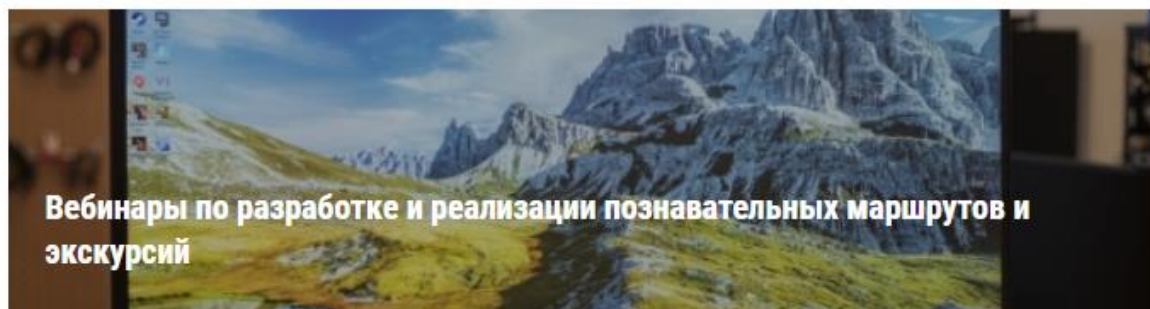 Вебинары по разработке и реализации познавательных маршрутов и
экскурсий